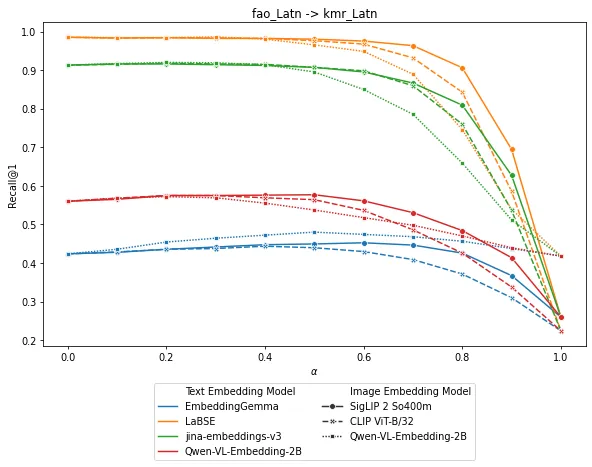 fao_Latn -> kmr_Latn
Recall@1
1.0
0.9
0.8
0.7
0.6
0.5
0.4
0.3
0.2
0.0 0.2 0.4 0.6 0.8 1.0
α
Text Embedding Model Image Embedding Model
EmbeddingGemma SigLIP 2 So400m
LaBSE CLIP ViT-B/32
jina-embeddings-v3 Qwen-VL-Embedding-2B
Qwen-VL-Embedding-2B